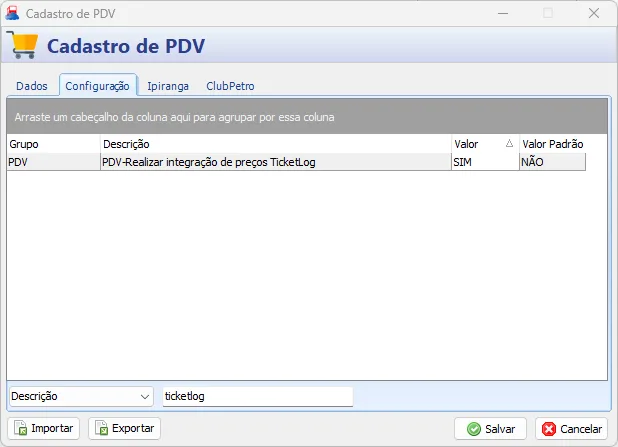 Cadastro de PDV
Cadastro de PDV
Dados Configuração Ipiranga ClubPetro
Arraste um cabeçalho da coluna aqui para agrupar por essa coluna
Grupo Descrição Valor Valor Padrão
PDV PDV-Realizar integração de preços TicketLog SIM NÃO
Descrição ticketlog
Importar Exportar Salvar Cancelar